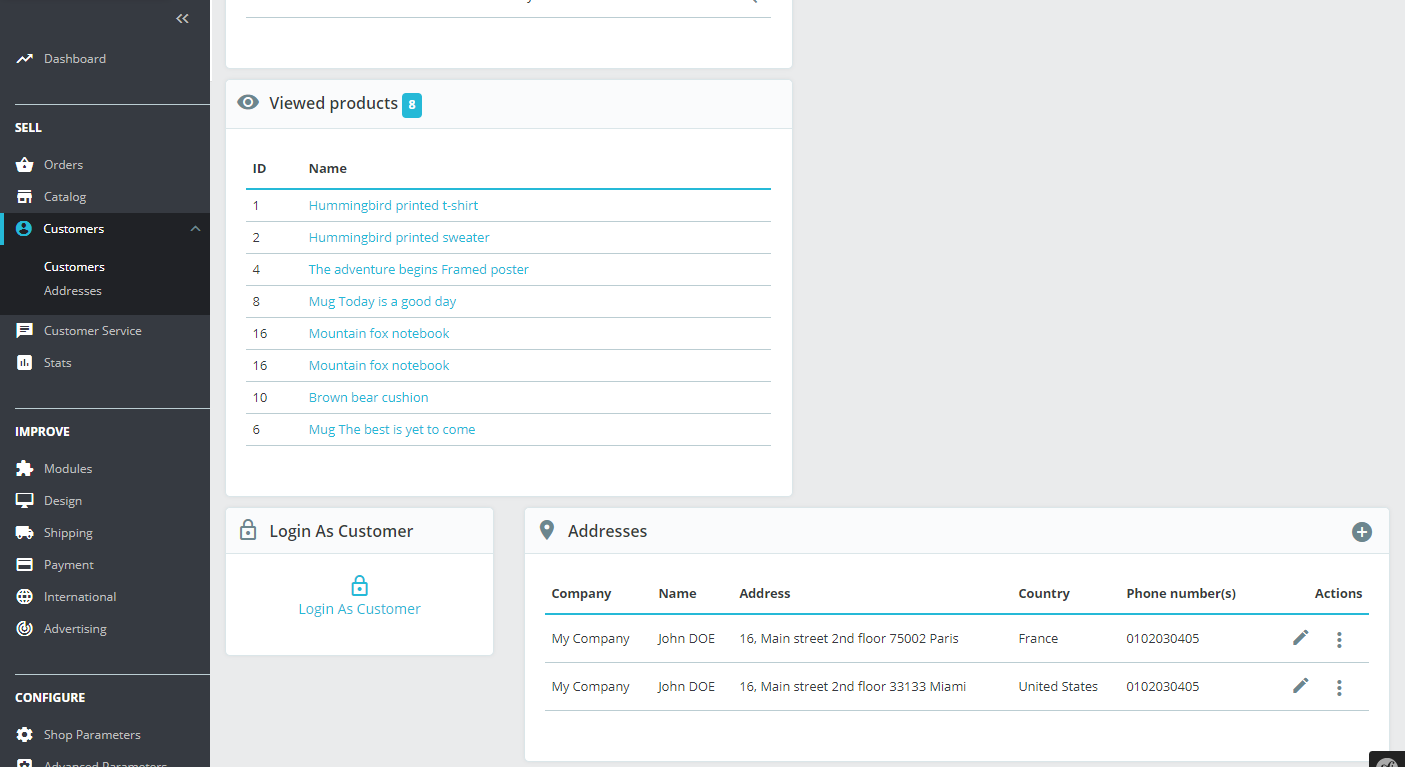 Dashboard
SELL
Orders
Catalog
Customers
Customers
Addresses
Customer Service
Stats
IMPROVE
Modules
Design
Shipping
Payment
International
Advertising
CONFIGURE
Shop Parameters
Advanced Parameters
Viewed products 8
ID Name
1 Hummingbird printed t-shirt
2 Hummingbird printed sweater
4 The adventure begins Framed poster
8 Mug Today is a good day
16 Mountain fox notebook
16 Mountain fox notebook
10 Brown bear cushion
6 Mug The best is yet to come
Login As Customer
Login As Customer
Addresses
Company Name Address Country Phone number(s) Actions
My Company John DOE 16, Main street 2nd floor 75002 Paris France 0102030405
My Company John DOE 16, Main street 2nd floor 33133 Miami United States 0102030405